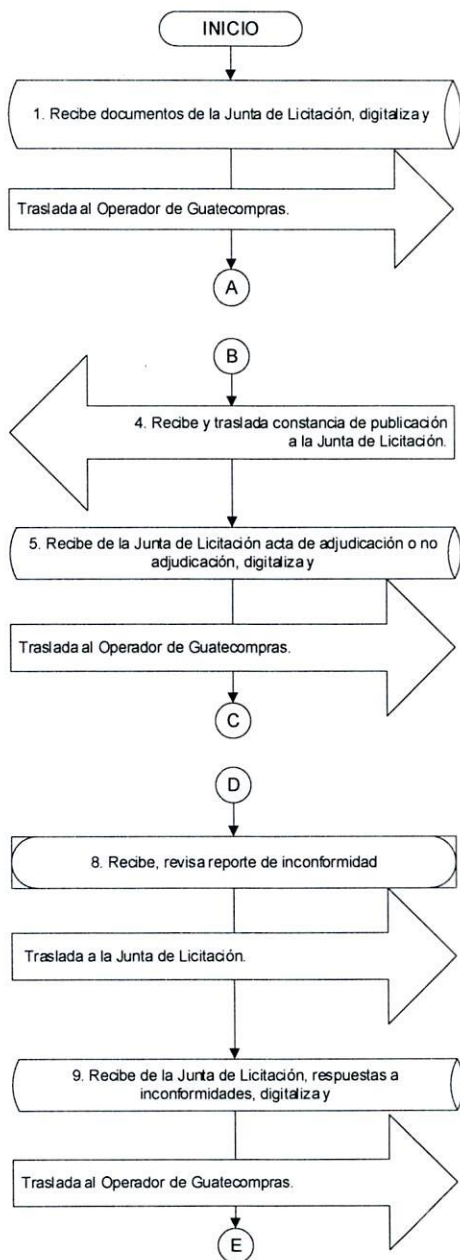 INICIO
1. Recibe documentos de la Junta de Licitación, digitaliza y
Traslada al Operador de Guatecompras.
A
B
4. Recibe y traslada constancia de publicación
a la Junta de Licitación.
5. Recibe de la Junta de Licitación acta de adjudicación o no
adjudicación, digitaliza y
Traslada al Operador de Guatecompras.
C
D
8. Recibe, revisa reporte de inconformidad
Traslada a la Junta de Licitación.
9. Recibe de la Junta de Licitación, respuestas a
inconformidades, digitaliza y
Traslada al Operador de Guatecompras.
E